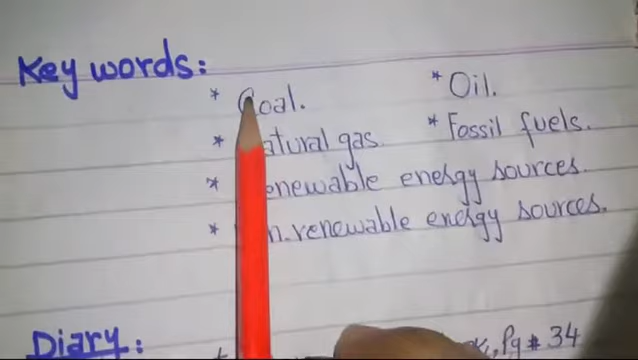 Key words:
* Coal. * Oil.
* atural gas. * Fossil fuels.
* enewable energy sources.
* n.renewable energy sources.
Diary:
Pg # 34